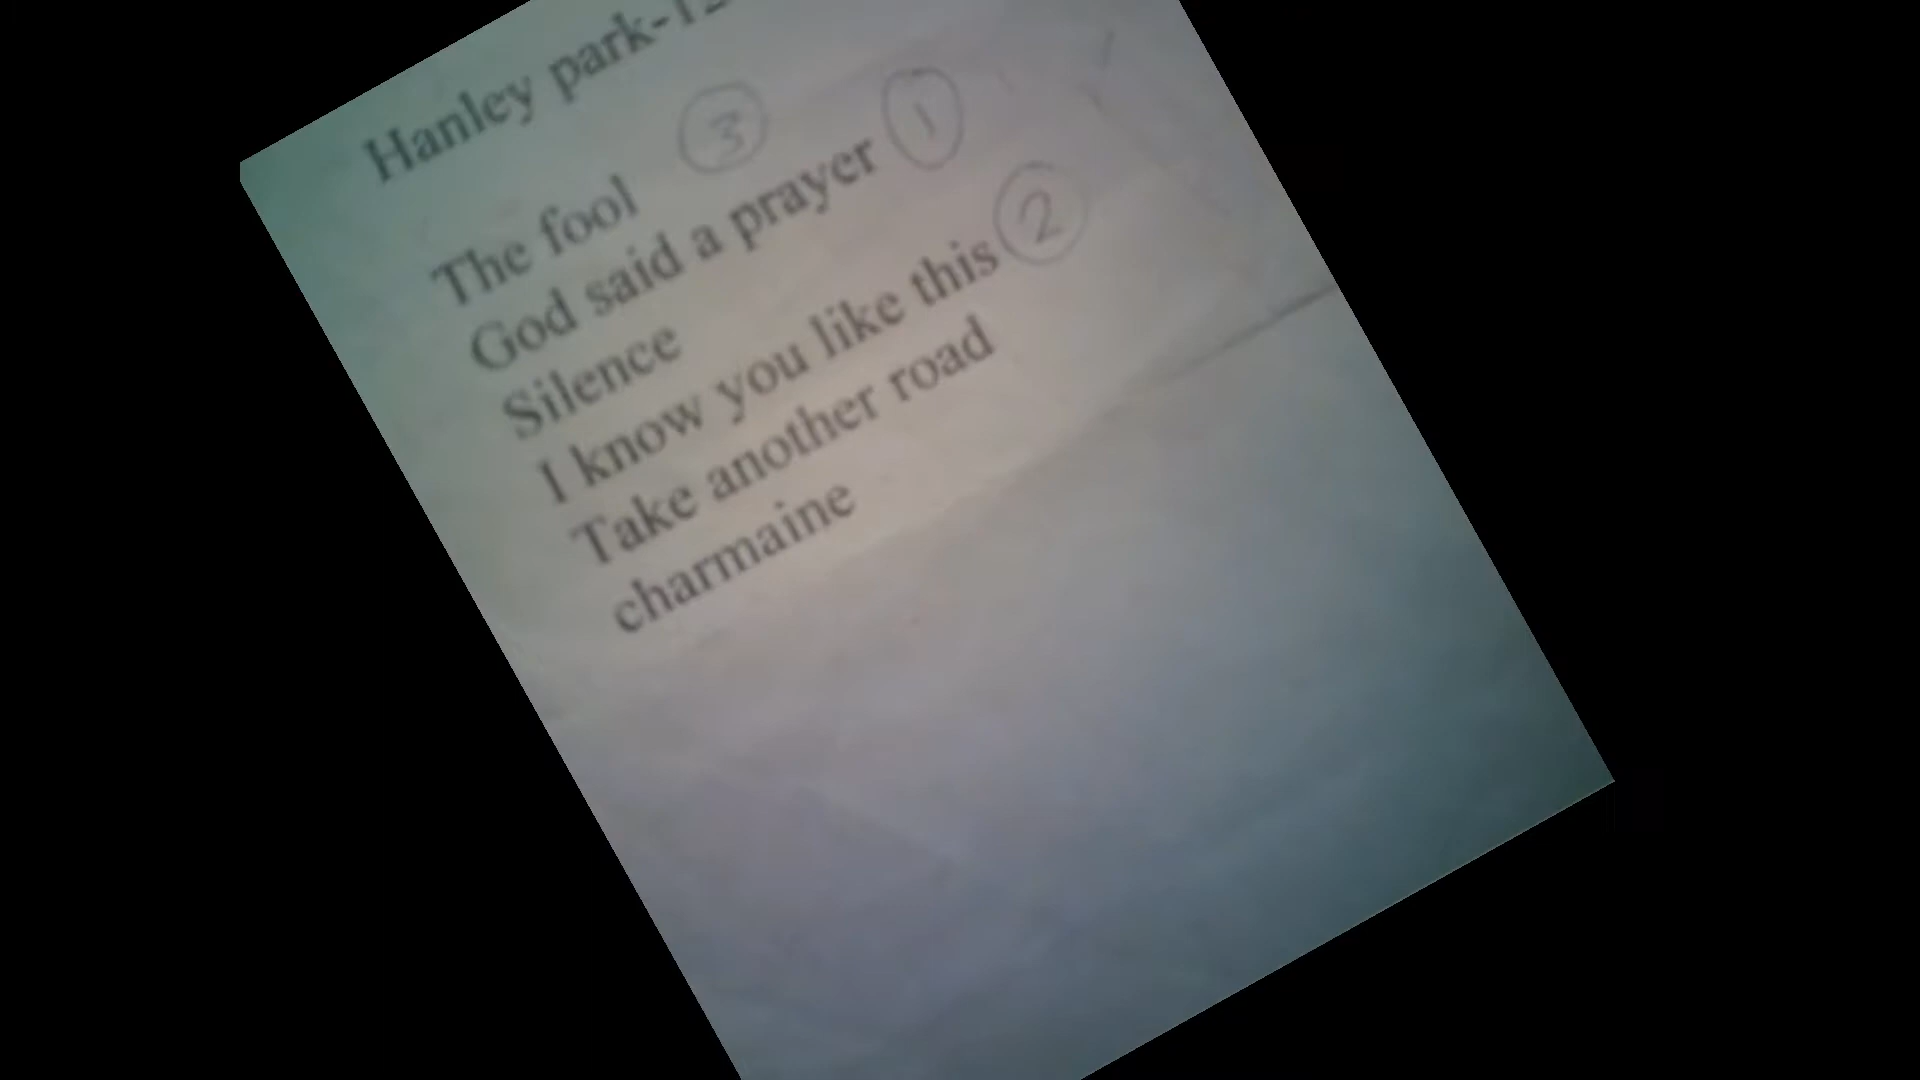 Hanley park-12
The fool ③
God said a prayer ①
Silence
I know you like this ②
Take another road
charmaine